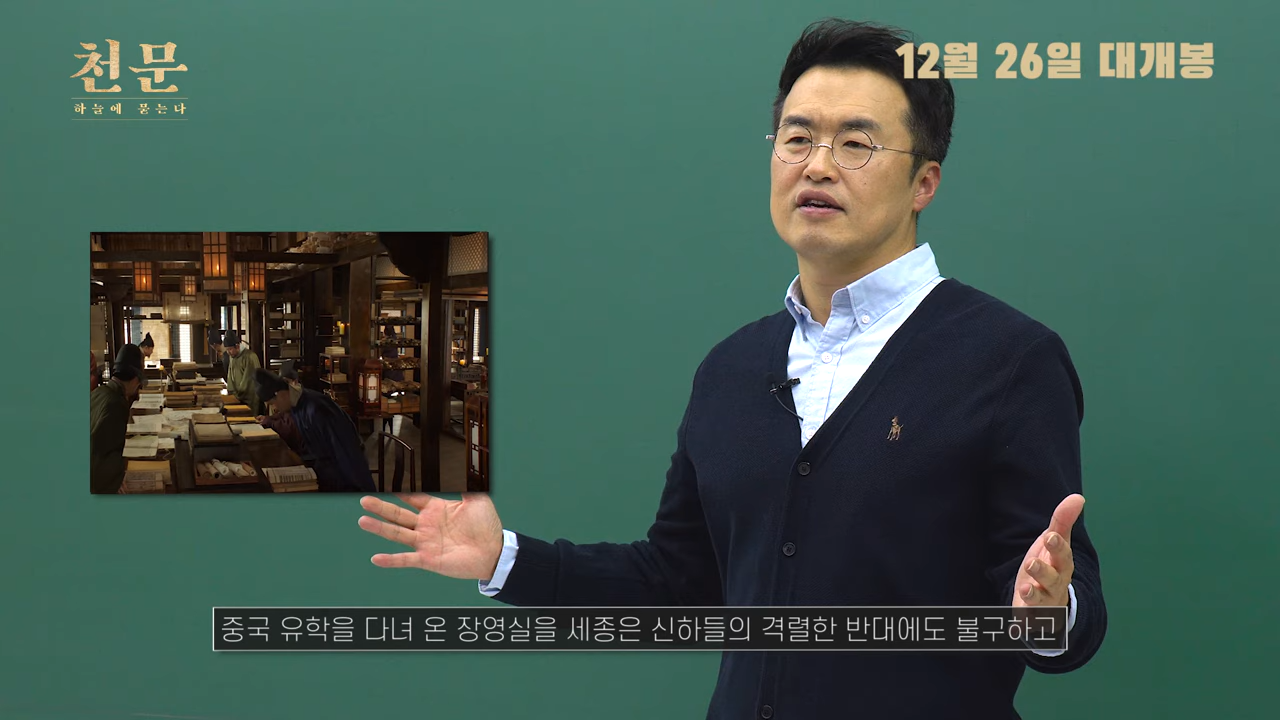 천문
하늘에 묻는다
12월 26일 대개봉
중국 유학을 다녀 온 장영실을 세종은 신하들의 격렬한 반대에도 불구하고